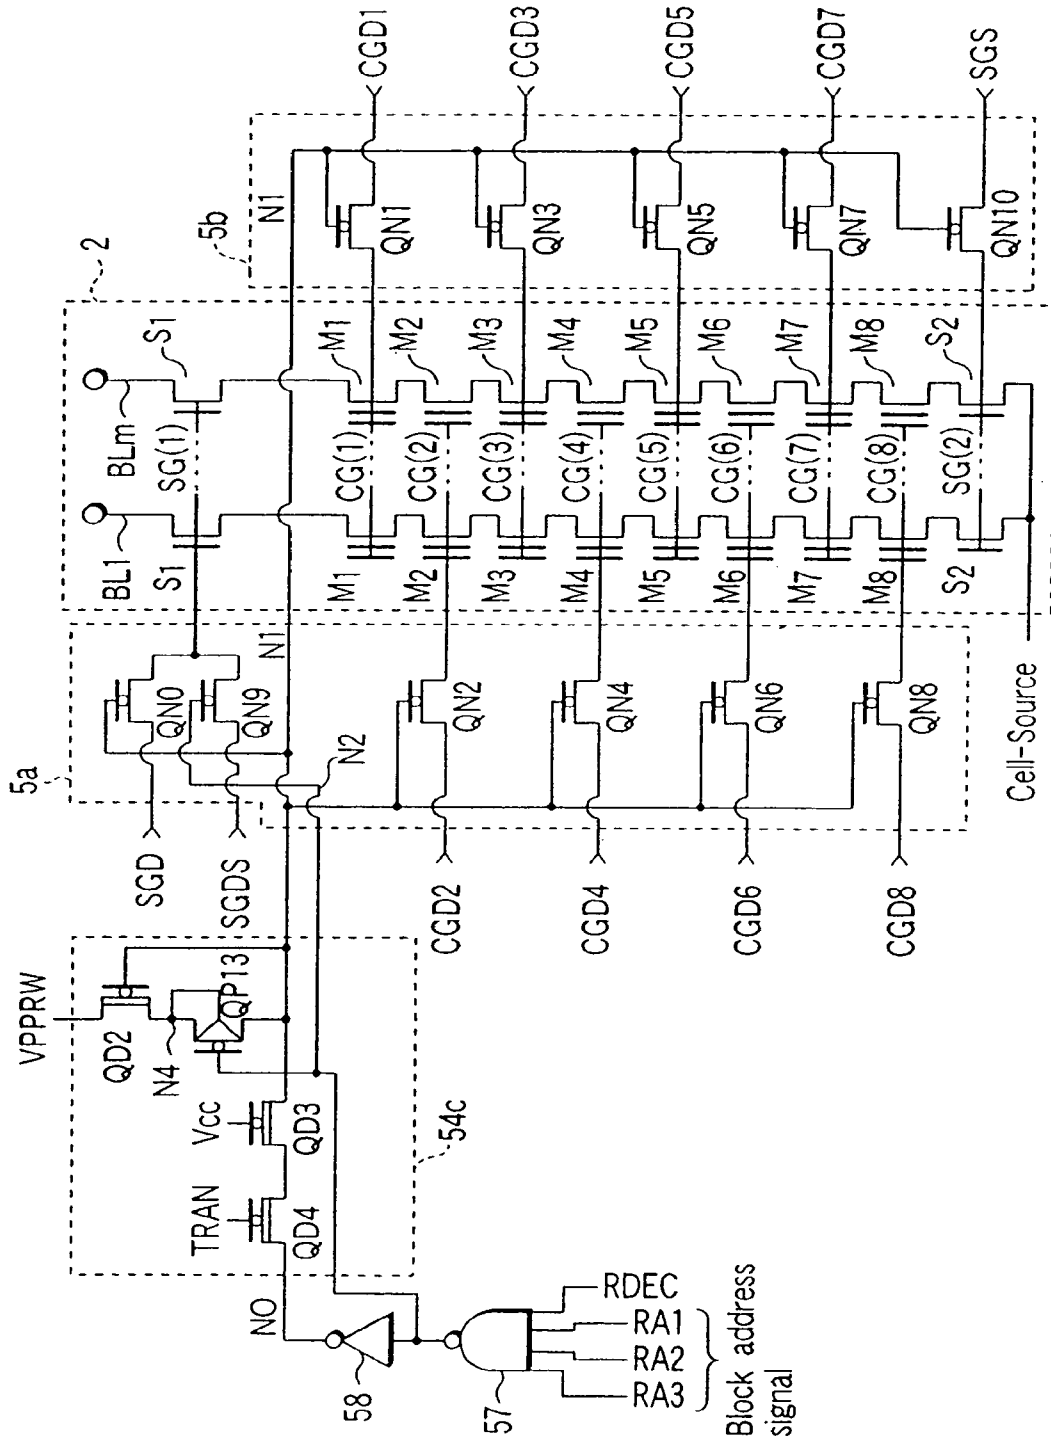 VPPRW
QD2
N4
QP13
Vcc
QD3
TRAN
QD4
54c
N0
58
57
RDEC
RA1
RA2
RA3
Block address
signal
5a
SGD
SGDS
QN0
QN9
N1
N2
CGD2
CGD4
CGD6
CGD8
QN2
QN4
QN6
QN8
Cell-Source
2
BL1
BLm
S1
SG(1)
S1
M1
CG(1)
M1
M2
CG(2)
M2
M3
CG(3)
M3
M4
CG(4)
M4
M5
CG(5)
M5
M6
CG(6)
M6
M7
CG(7)
M7
M8
CG(8)
M8
S2
SG(2)
S2
5b
N1
QN1
QN3
QN5
QN7
QN10
CGD1
CGD3
CGD5
CGD7
SGS